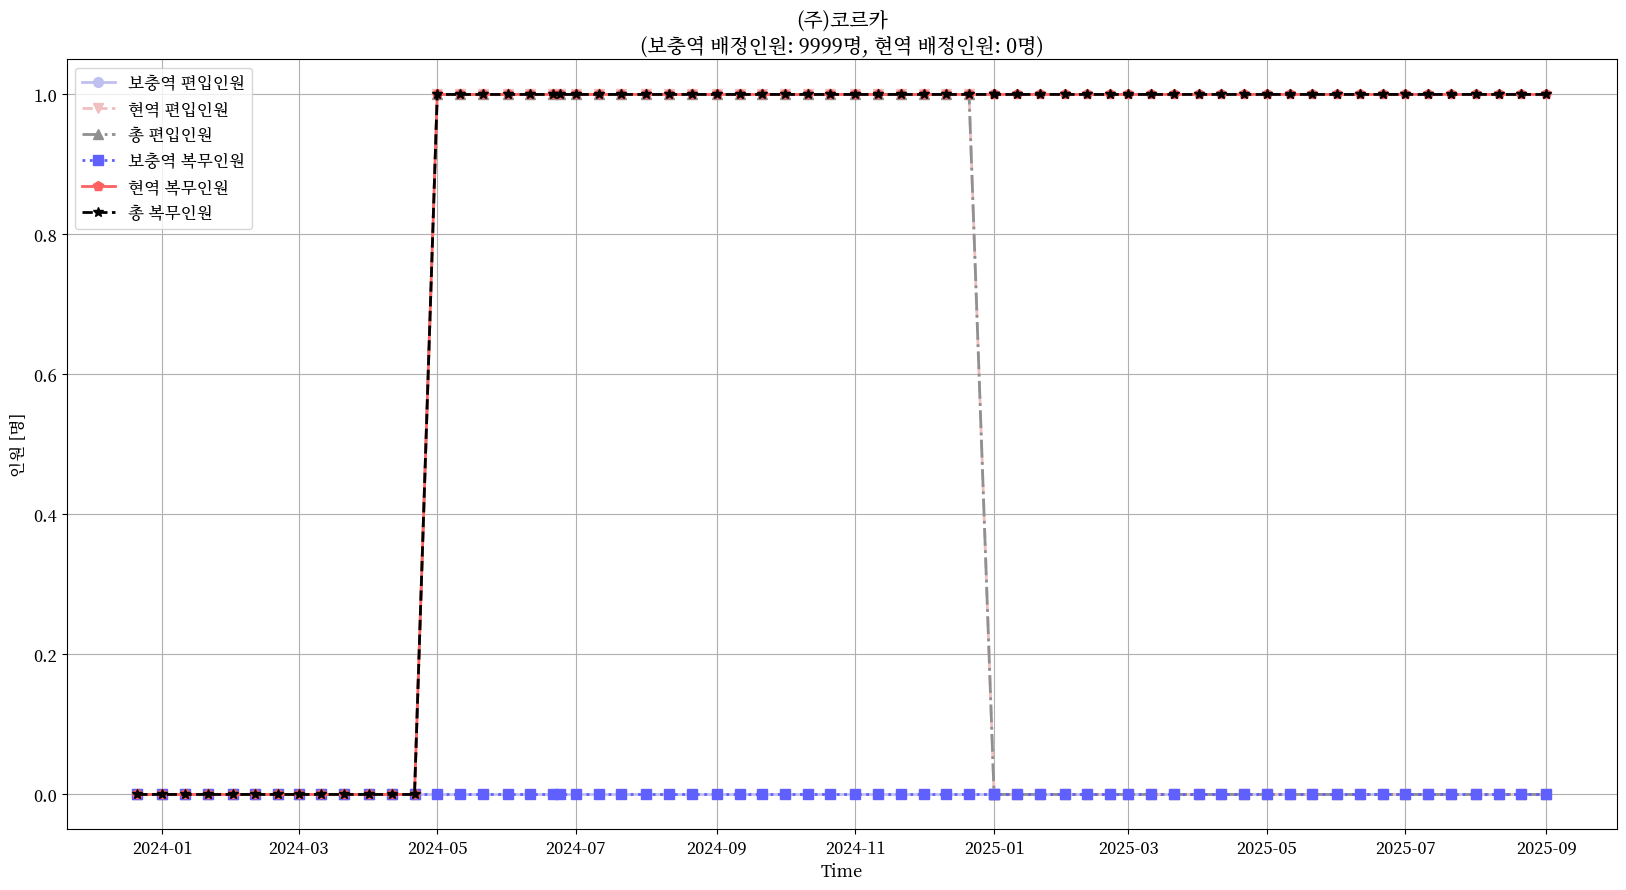 (주)코르카
(보충역 배정인원: 9999명, 현역 배정인원: 0명)
보충역 편입인원
현역 편입인원
총 편입인원
보충역 복무인원
현역 복무인원
총 복무인원
1.0
0.8
0.6
0.4
0.2
0.0
인원 [명]
2024-01 2024-03 2024-05 2024-07 2024-09 2024-11 2025-01 2025-03 2025-05 2025-07 2025-09
Time